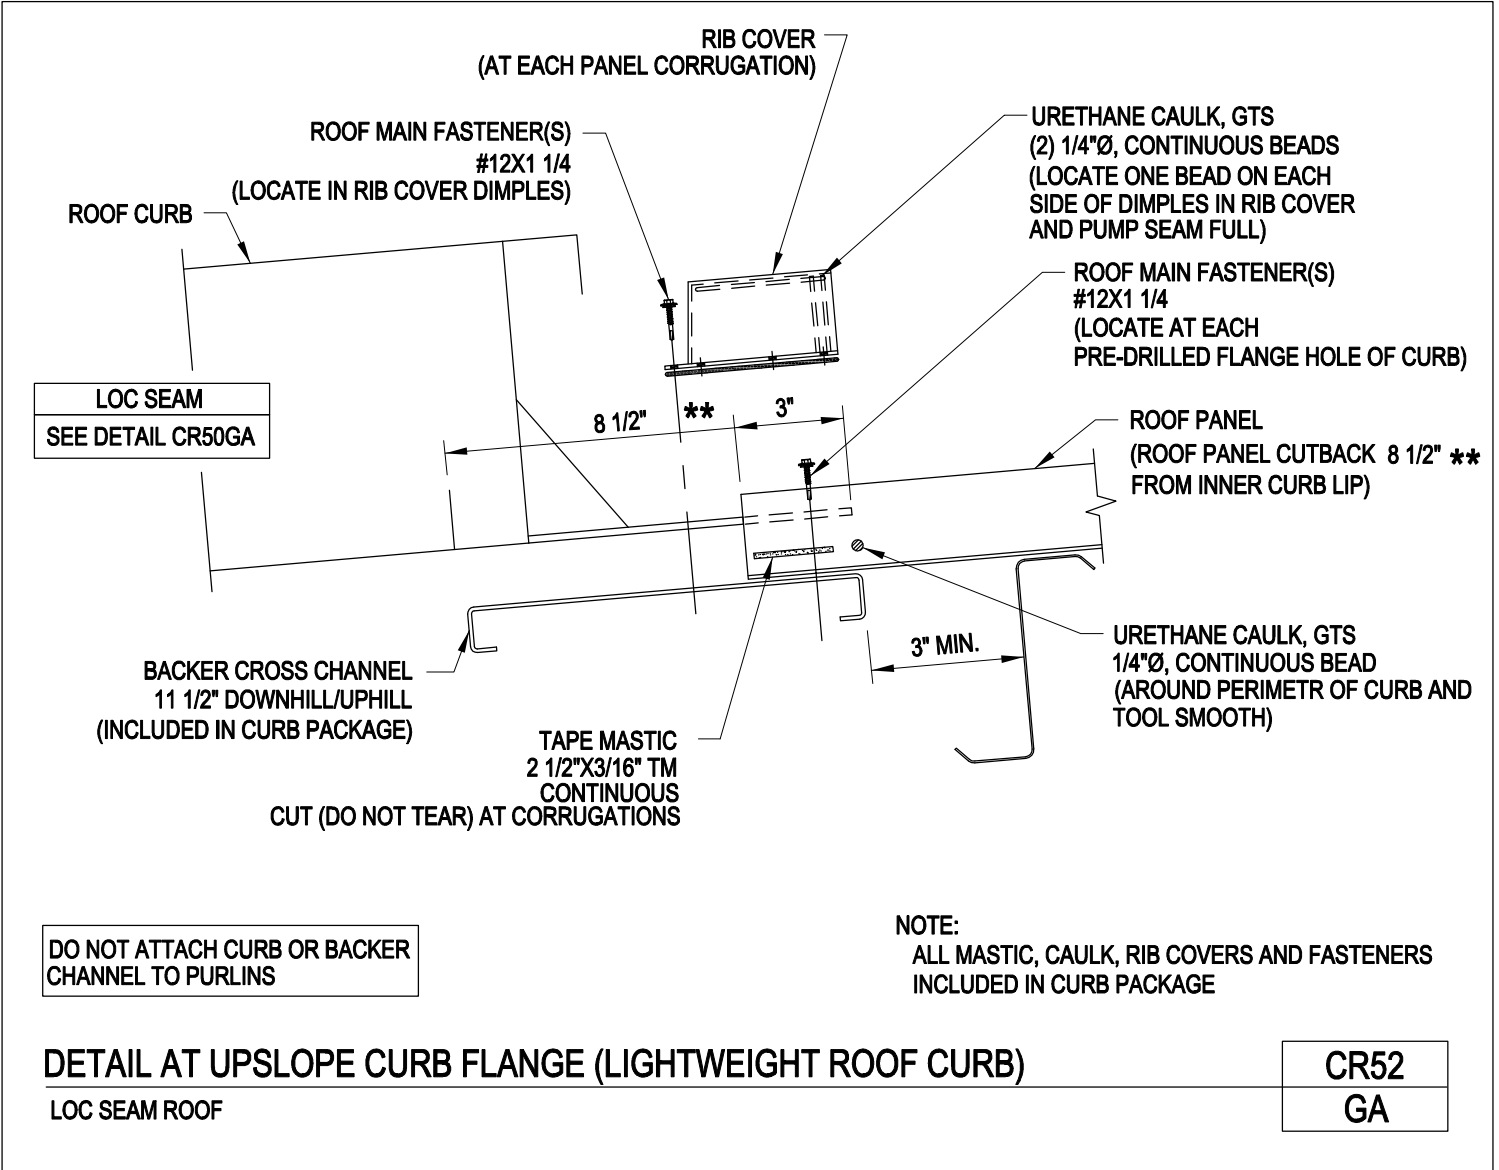 RIB COVER
(AT EACH PANEL CORRUGATION)
ROOF MAIN FASTENER(S)
#12X1 1/4
(LOCATE IN RIB COVER DIMPLES)
URETHANE CAULK, GTS
(2) 1/4"Ø, CONTINUOUS BEADS
(LOCATE ONE BEAD ON EACH
SIDE OF DIMPLES IN RIB COVER
AND PUMP SEAM FULL)
ROOF CURB
ROOF MAIN FASTENER(S)
#12X1 1/4
(LOCATE AT EACH
PRE-DRILLED FLANGE HOLE OF CURB)
LOC SEAM
SEE DETAIL CR50GA
8 1/2" **
3"
ROOF PANEL
(ROOF PANEL CUTBACK 8 1/2" **
FROM INNER CURB LIP)
3" MIN.
URETHANE CAULK, GTS
1/4"Ø, CONTINUOUS BEAD
(AROUND PERIMETR OF CURB AND
TOOL SMOOTH)
BACKER CROSS CHANNEL
11 1/2" DOWNHILL/UPHILL
(INCLUDED IN CURB PACKAGE)
TAPE MASTIC
2 1/2"X3/16" TM
CONTINUOUS
CUT (DO NOT TEAR) AT CORRUGATIONS
DO NOT ATTACH CURB OR BACKER
CHANNEL TO PURLINS
NOTE:
ALL MASTIC, CAULK, RIB COVERS AND FASTENERS
INCLUDED IN CURB PACKAGE
DETAIL AT UPSLOPE CURB FLANGE (LIGHTWEIGHT ROOF CURB)
LOC SEAM ROOF
CR52
GA